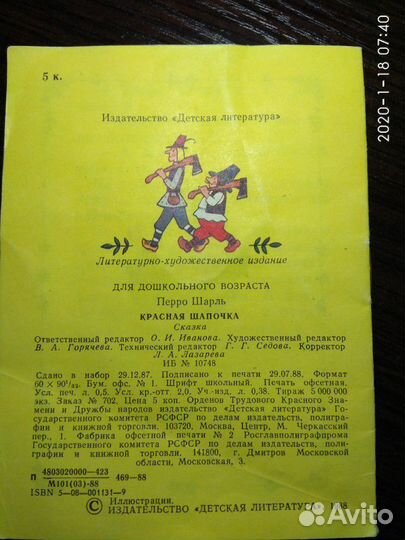 2020-1-18 07:40
5 к.
Издательство «Детская литература»
Литературно-художественное издание
ДЛЯ ДОШКОЛЬНОГО ВОЗРАСТА
Перро Шарль
КРАСНАЯ ШАПОЧКА
Сказка
Ответственный редактор О. И. Иванова. Художественный редактор
В. А. Горячева. Технический редактор Г. Г. Седова. Корректор
Л. А. Лазарева
ИБ № 10748
Сдано в набор 29.12.87. Подписано к печати 29.07.88. Формат
60 × 90¹/₃₂. Бум. офс. № 1. Шрифт школьный. Печать офсетная.
Усл. печ. л. 0,5. Усл. кр.-отт. 2,0. Уч.-изд. л. 0,38. Тираж 5 000 000
экз. Заказ № 702. Цена 5 коп. Орденов Трудового Красного Зна-
мени и Дружбы народов издательство «Детская литература» Го-
сударственного комитета РСФСР по делам издательств, полигра-
фии и книжной торговли. 103720, Москва, Центр, М. Черкасский
пер., 1. Фабрика офсетной печати № 2 Росглавполиграфпрома
Государственного комитета РСФСР по делам издательств, поли-
графии и книжной торговли. 141800, г. Дмитров Московской
области, Московская, 3.
П 4803020000—423 469—88
М101(03)-88
ISBN 5—08—001131—9
© Иллюстрации.
ИЗДАТЕЛЬСТВО «ДЕТСКАЯ ЛИТЕРАТУРА» 1988
Avito